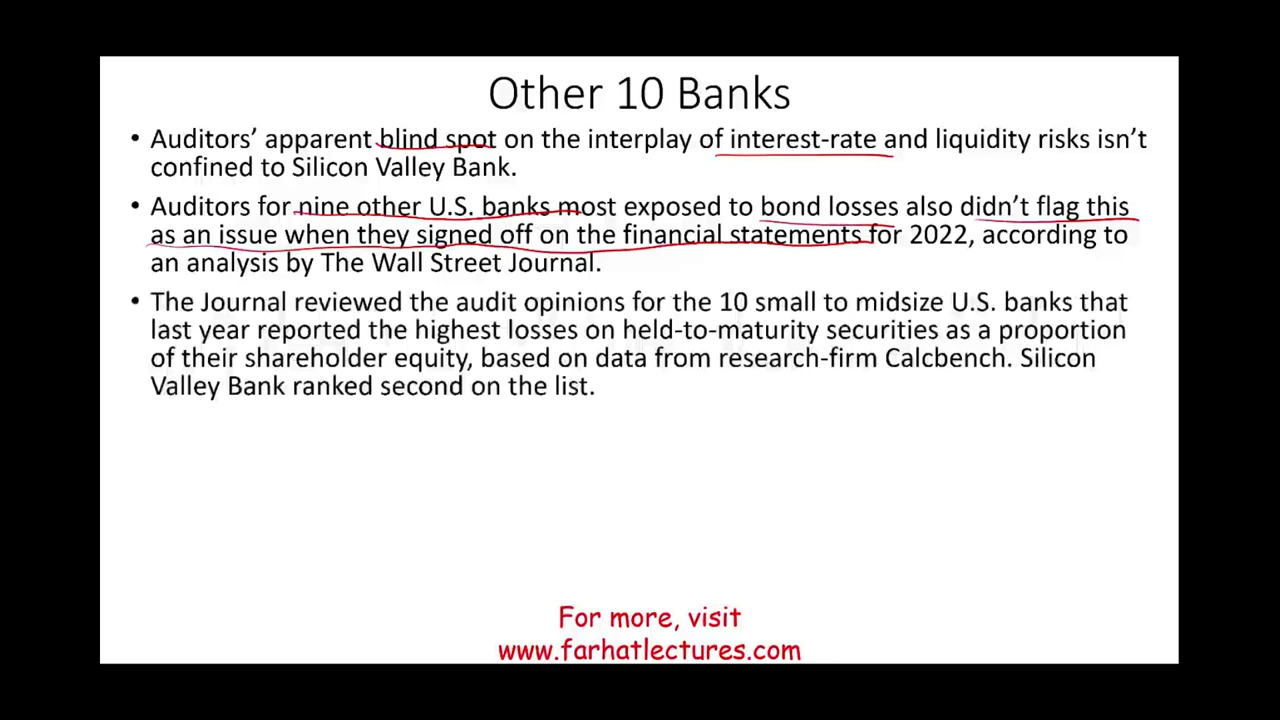 Other 10 Banks
• Auditors’ apparent blind spot on the interplay of interest-rate and liquidity risks isn’t
confined to Silicon Valley Bank.
• Auditors for nine other U.S. banks most exposed to bond losses also didn’t flag this
as an issue when they signed off on the financial statements for 2022, according to
an analysis by The Wall Street Journal.
• The Journal reviewed the audit opinions for the 10 small to midsize U.S. banks that
last year reported the highest losses on held-to-maturity securities as a proportion
of their shareholder equity, based on data from research-firm Calcbench. Silicon
Valley Bank ranked second on the list.
For more, visit
www.farhatlectures.com